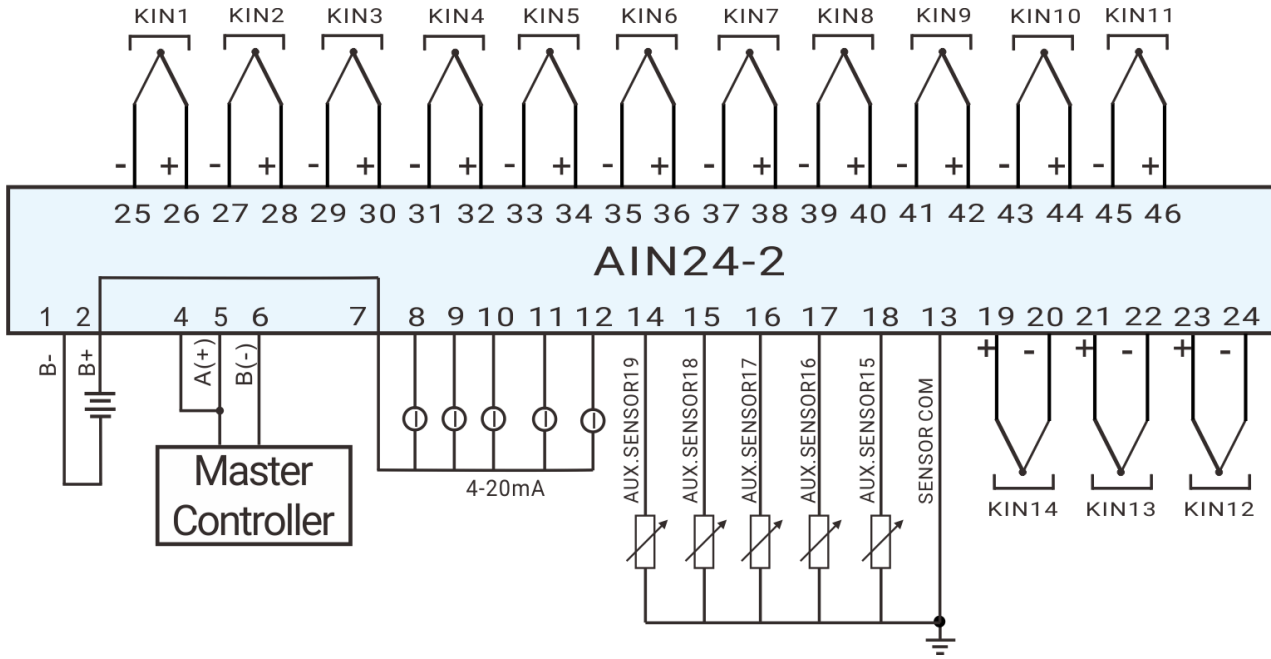 KIN1 KIN2 KIN3 KIN4 KIN5 KIN6 KIN7 KIN8 KIN9 KIN10 KIN11
- + - + - + - + - + - + - + - + - + - + - +
25 26 27 28 29 30 31 32 33 34 35 36 37 38 39 40 41 42 43 44 45 46
AIN24-2
1 2 4 5 6 7 8 9 10 11 12 14 15 16 17 18 13 19 20 21 22 23 24
+ - + - + -
B-
B+
A(+)
B(-)
Master
Controller
4-20mA
AUX.SENSOR19
AUX.SENSOR18
AUX.SENSOR17
AUX.SENSOR16
AUX.SENSOR15
SENSOR COM
KIN14 KIN13 KIN12